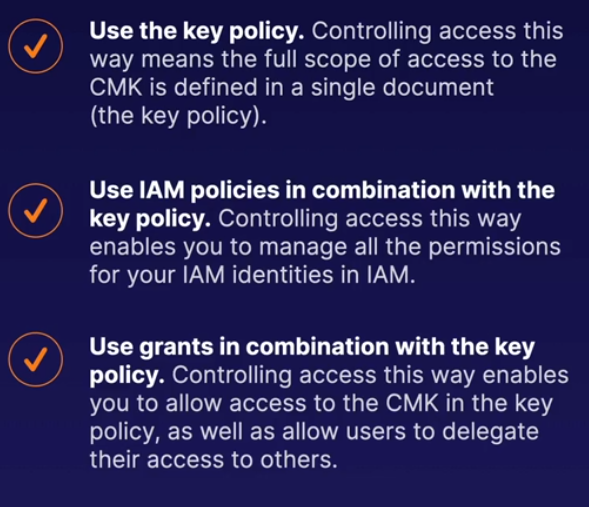 Use the key policy. Controlling access this
way means the full scope of access to the
CMK is defined in a single document
(the key policy).
Use IAM policies in combination with the
key policy. Controlling access this way
enables you to manage all the permissions
for your IAM identities in IAM.
Use grants in combination with the key
policy. Controlling access this way enables
you to allow access to the CMK in the key
policy, as well as allow users to delegate
their access to others.